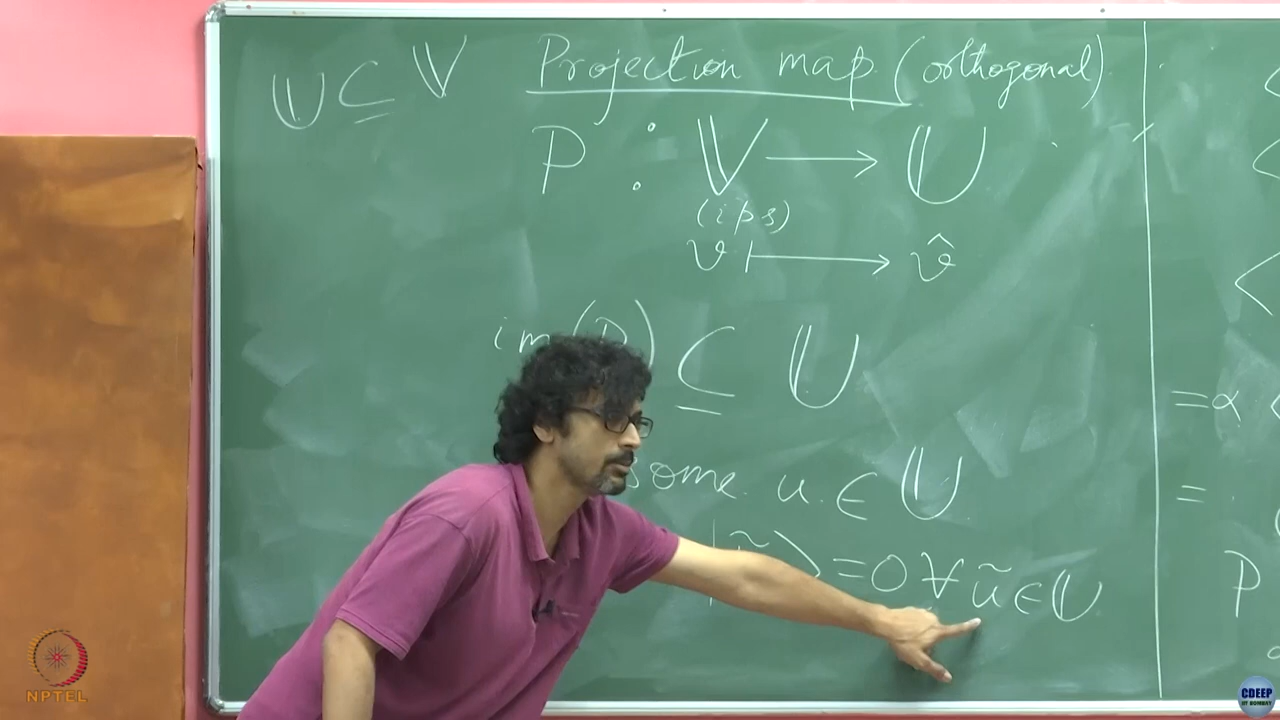 𝕌 ⊆ 𝕍 Projection map (orthogonal)
P : 𝕍 → 𝕌
(ips)
v ↦ v̂
im(P) ⊆ 𝕌
some u ∈ 𝕌
| ũ⟩ = 0 ∀ ũ ∈ 𝕌
= α
=
P
NPTEL
CDEEP
IIT BOMBAY